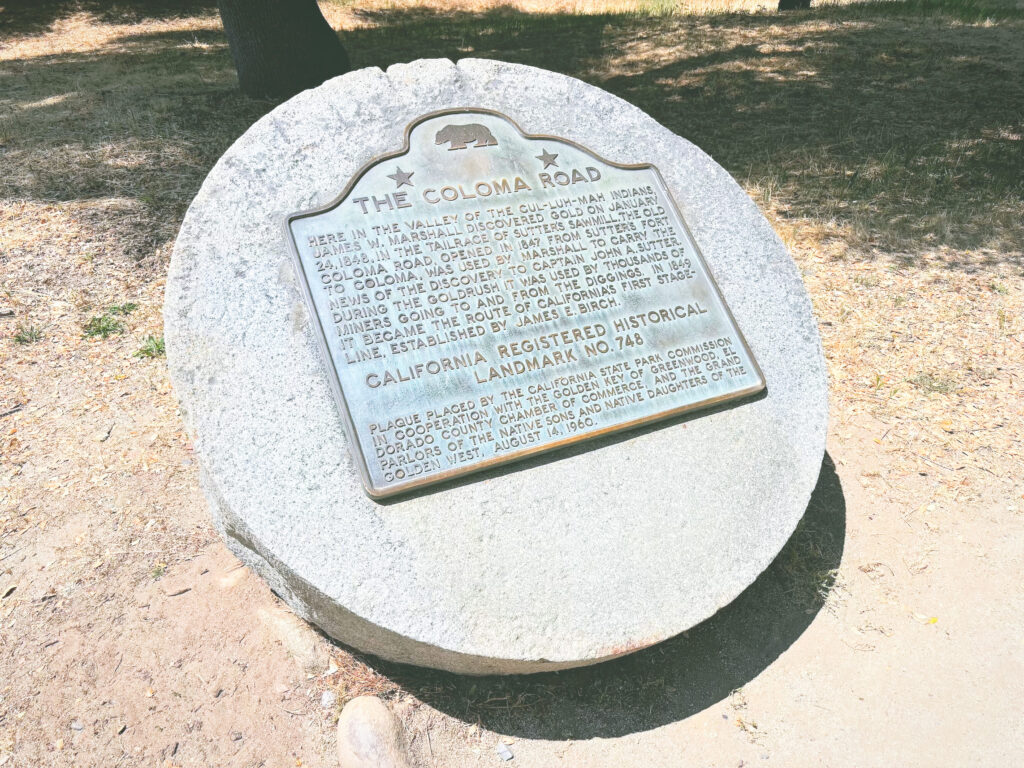 THE COLOMA ROAD
HERE IN THE VALLEY OF THE CUL-LUH-MAH INDIANS
JAMES W. MARSHALL DISCOVERED GOLD ON JANUARY
24, 1848, IN THE TAILRACE OF SUTTER'S SAWMILL. THE OLD
COLOMA ROAD, OPENED IN 1847 FROM SUTTER'S FORT
TO COLOMA, WAS USED BY MARSHALL TO CARRY THE
NEWS OF THE DISCOVERY TO CAPTAIN JOHN A. SUTTER.
DURING THE GOLDRUSH IT WAS USED BY THOUSANDS OF
MINERS GOING TO AND FROM THE DIGGINGS. IN 1849
IT BECAME THE ROUTE OF CALIFORNIA'S FIRST STAGE-
LINE, ESTABLISHED BY JAMES E. BIRCH.
CALIFORNIA REGISTERED HISTORICAL
LANDMARK NO. 748
PLAQUE PLACED BY THE CALIFORNIA STATE PARK COMMISSION
IN COOPERATION WITH THE GOLDEN KEY OF GREENWOOD, EL
DORADO COUNTY CHAMBER OF COMMERCE AND THE GRAND
PARLORS OF THE NATIVE SONS AND NATIVE DAUGHTERS OF THE
GOLDEN WEST, AUGUST 14, 1960.